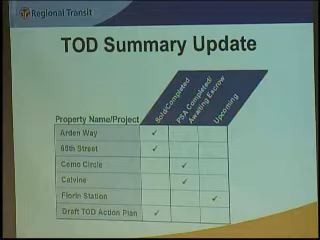 Regional Transit
TOD Summary Update
Sold/Completed
PSA Completed/
Awaiting Escrow
Upcoming
Property Name/Project
Arden Way ✓
65th Street ✓
Cemo Circle ✓
Calvine ✓
Florin Station ✓
Draft TOD Action Plan ✓